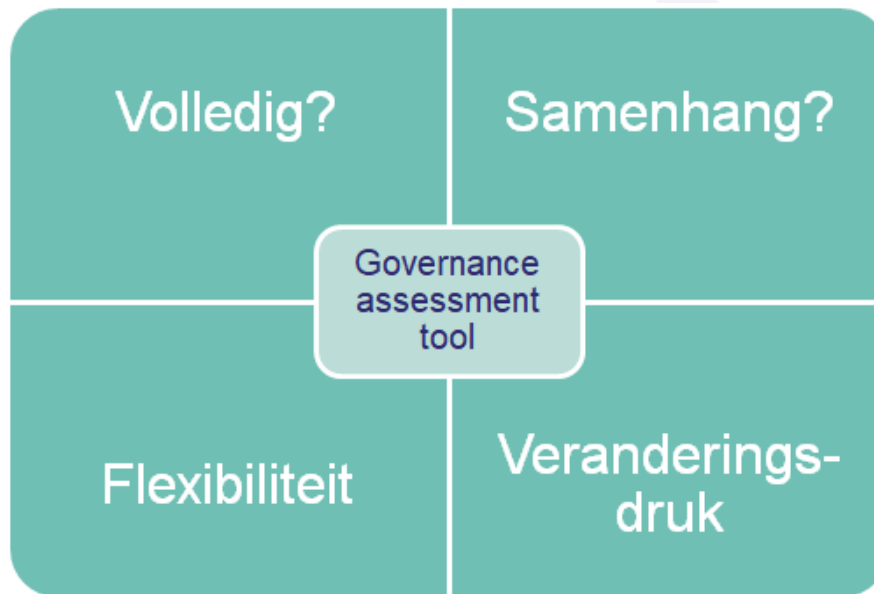 Volledig?
Samenhang?
Governance
assessment
tool
Flexibiliteit
Veranderings-
druk